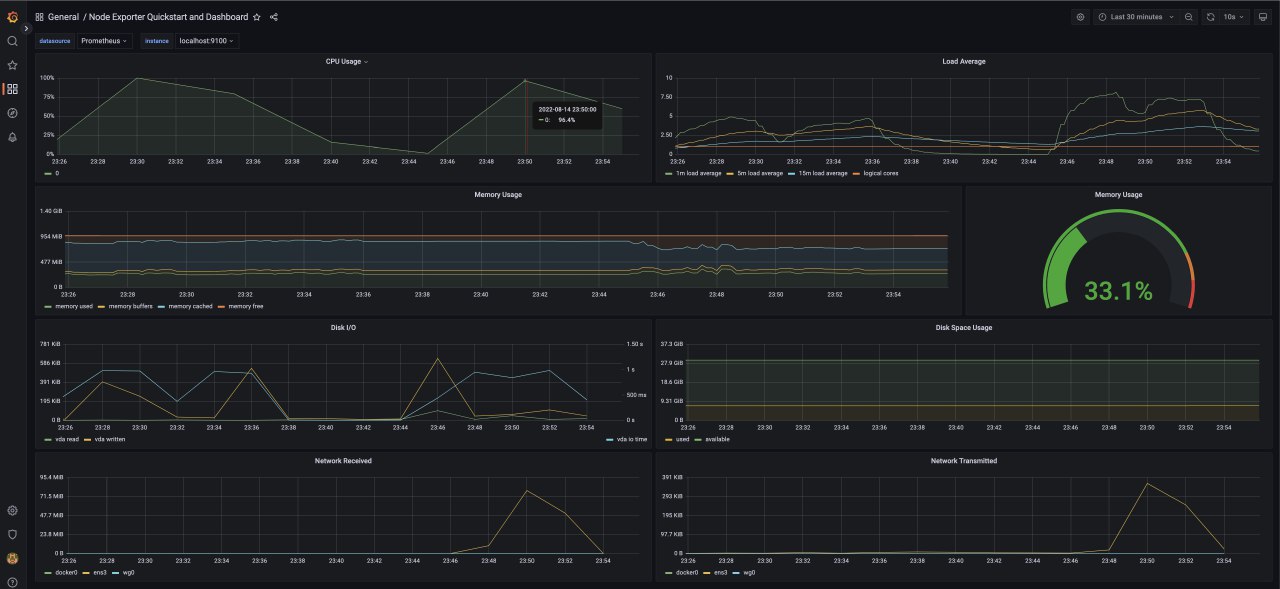 General / Node Exporter Quickstart and Dashboard
Last 30 minutes
10s
datasource Prometheus instance localhost:9100
CPU Usage
100%
75%
50%
25%
0%
23:26 23:28 23:30 23:32 23:34 23:36 23:38 23:40 23:42 23:44 23:46 23:48 23:50 23:52 23:54
2022-08-14 23:50:00
0: 96.4%
0
Load Average
10
7.50
5
2.50
0
23:26 23:28 23:30 23:32 23:34 23:36 23:38 23:40 23:42 23:44 23:46 23:48 23:50 23:52 23:54
1m load average 5m load average 15m load average logical cores
Memory Usage
1.40 GiB
954 MiB
477 MiB
0 B
23:26 23:28 23:30 23:32 23:34 23:36 23:38 23:40 23:42 23:44 23:46 23:48 23:50 23:52 23:54
memory used memory buffers memory cached memory free
Memory Usage
33.1%
Disk I/O
781 KiB
586 KiB
391 KiB
195 KiB
0 B
1.50 s
1 s
500 ms
0 s
23:26 23:28 23:30 23:32 23:34 23:36 23:38 23:40 23:42 23:44 23:46 23:48 23:50 23:52 23:54
vda read vda written vda io time
Disk Space Usage
37.3 GiB
27.9 GiB
18.6 GiB
9.31 GiB
0 B
23:26 23:28 23:30 23:32 23:34 23:36 23:38 23:40 23:42 23:44 23:46 23:48 23:50 23:52 23:54
used available
Network Received
95.4 MiB
71.5 MiB
47.7 MiB
23.8 MiB
0 B
23:26 23:28 23:30 23:32 23:34 23:36 23:38 23:40 23:42 23:44 23:46 23:48 23:50 23:52 23:54
docker0 ens3 wg0
Network Transmitted
391 KiB
293 KiB
195 KiB
97.7 KiB
0 B
23:26 23:28 23:30 23:32 23:34 23:36 23:38 23:40 23:42 23:44 23:46 23:48 23:50 23:52 23:54
docker0 ens3 wg0